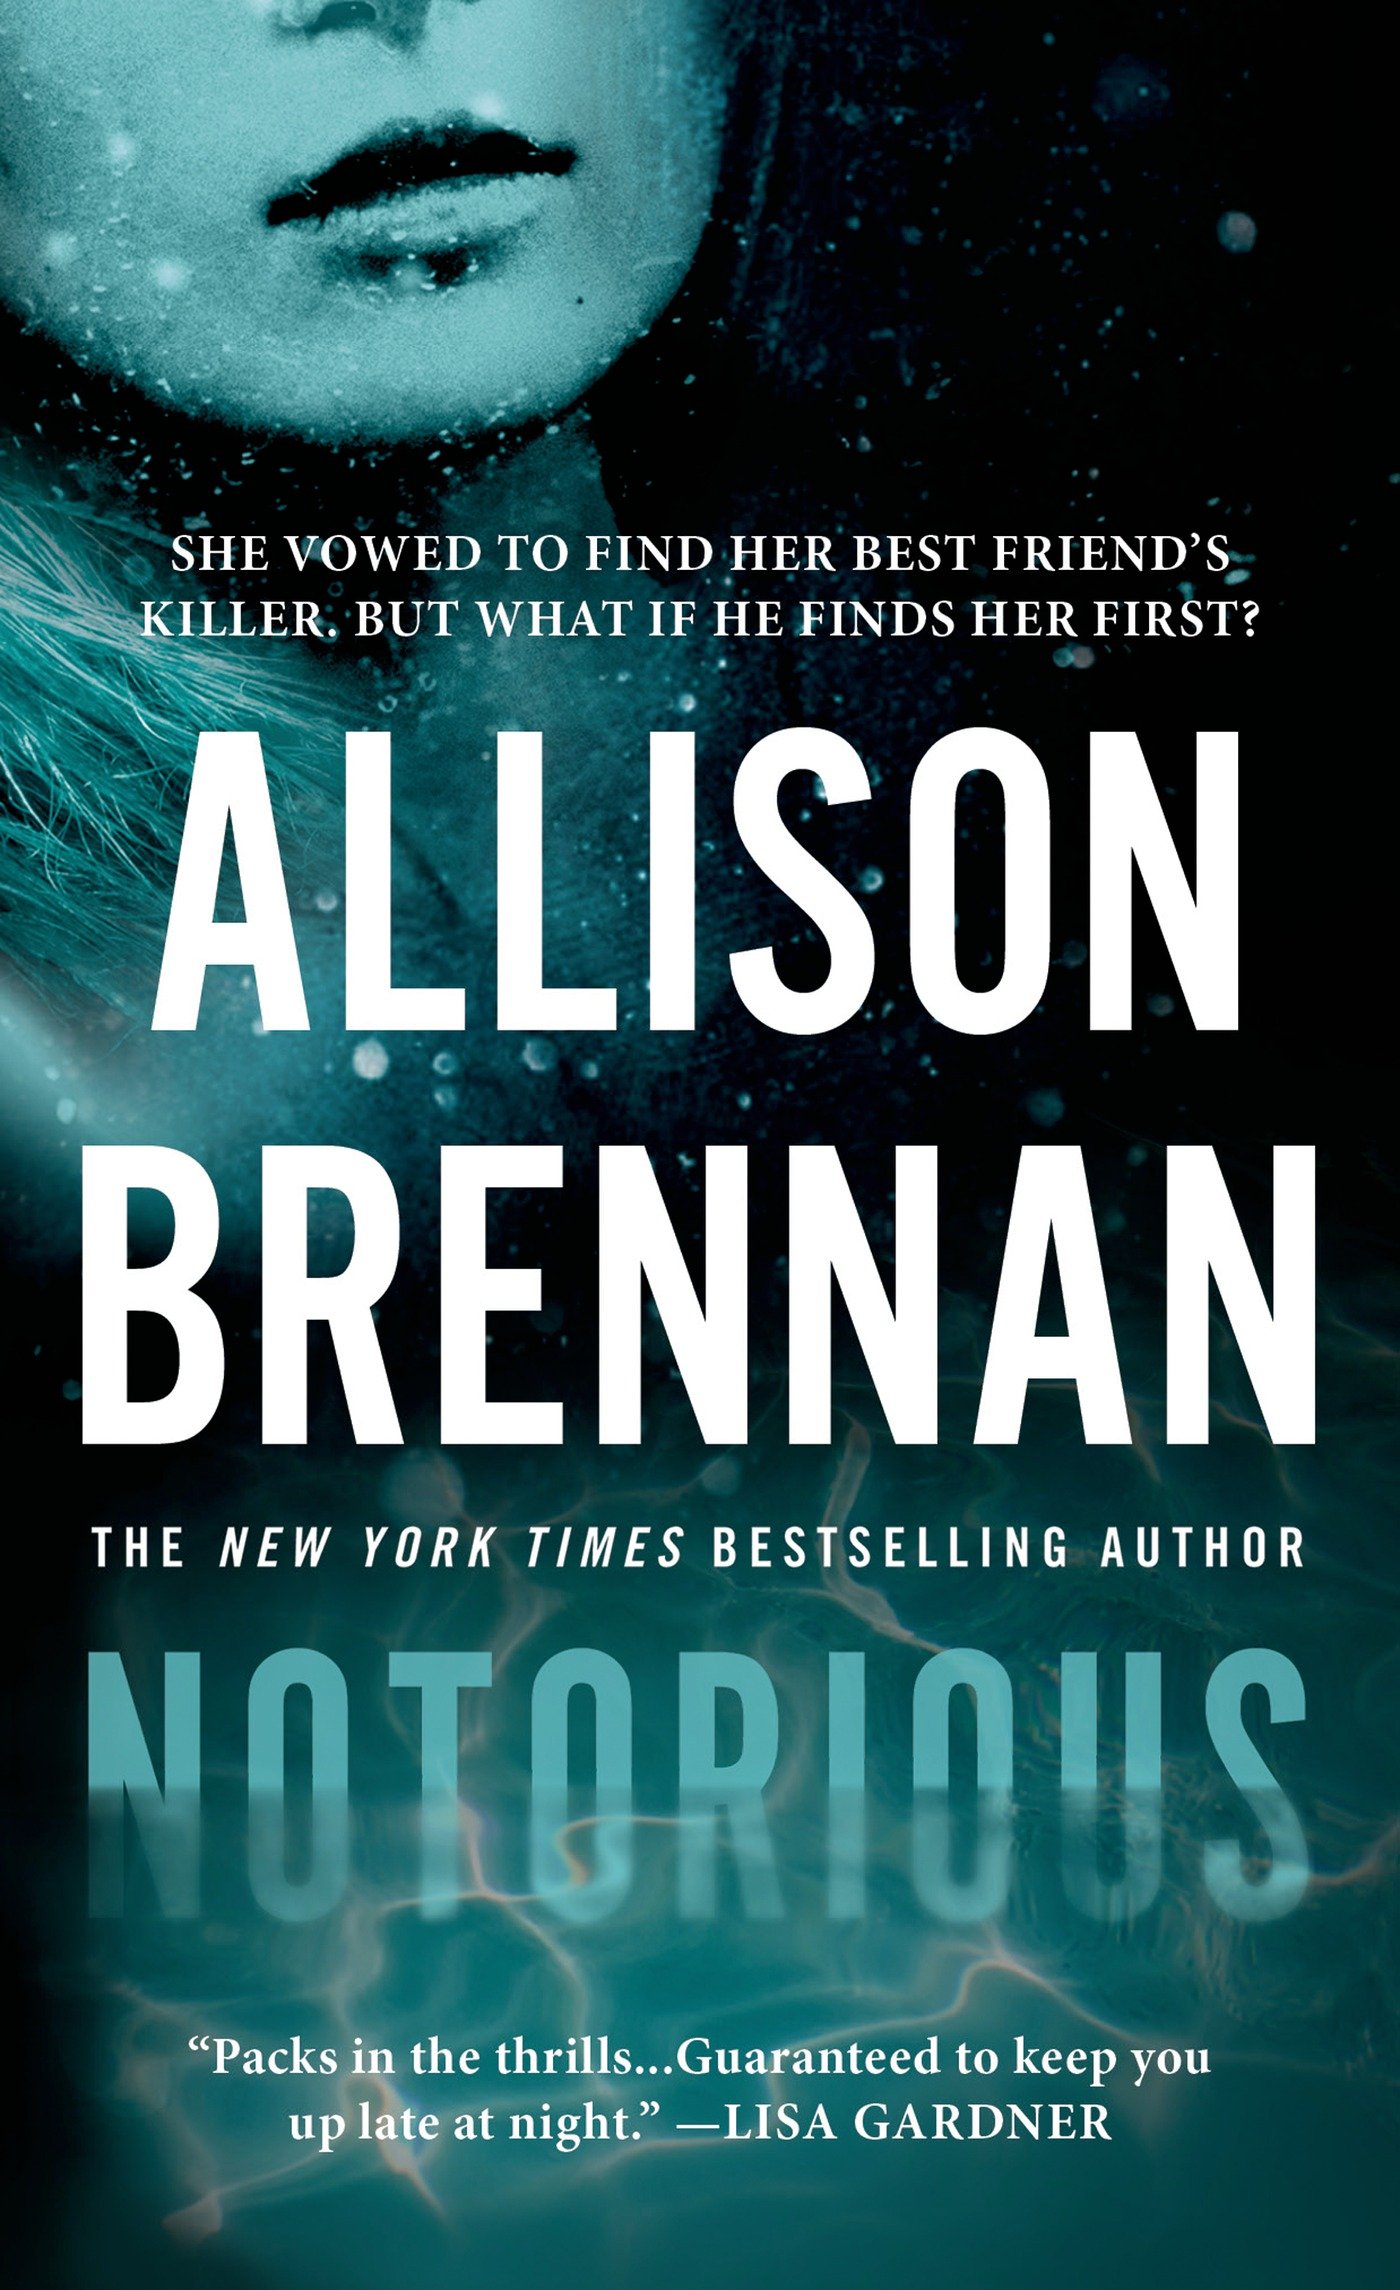 SHE VOWED TO FIND HER BEST FRIEND’S
KILLER. BUT WHAT IF HE FINDS HER FIRST?
ALLISON
BRENNAN
THE NEW YORK TIMES BESTSELLING AUTHOR
NOTORIOUS
“Packs in the thrills...Guaranteed to keep you
up late at night.” —LISA GARDNER